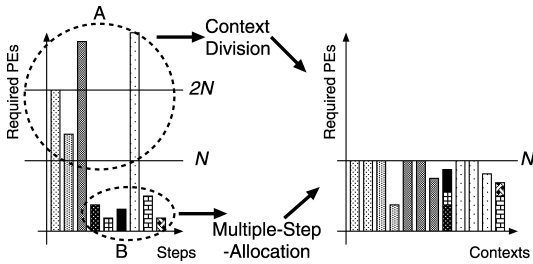 A
Context
Division
Required PEs
2N
N
B
Steps
Multiple-Step
-Allocation
Required PEs
N
Contexts